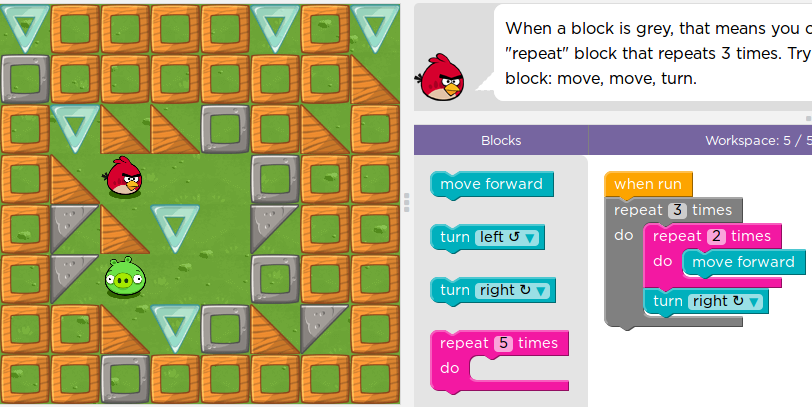 When a block is grey, that means you
"repeat" block that repeats 3 times. Try
block: move, move, turn.
Blocks
Workspace: 5 /
move forward
turn left ↺ ▼
turn right ↻ ▼
repeat 5 times
do
when run
repeat 3 times
do
repeat 2 times
do
move forward
turn right ↻ ▼